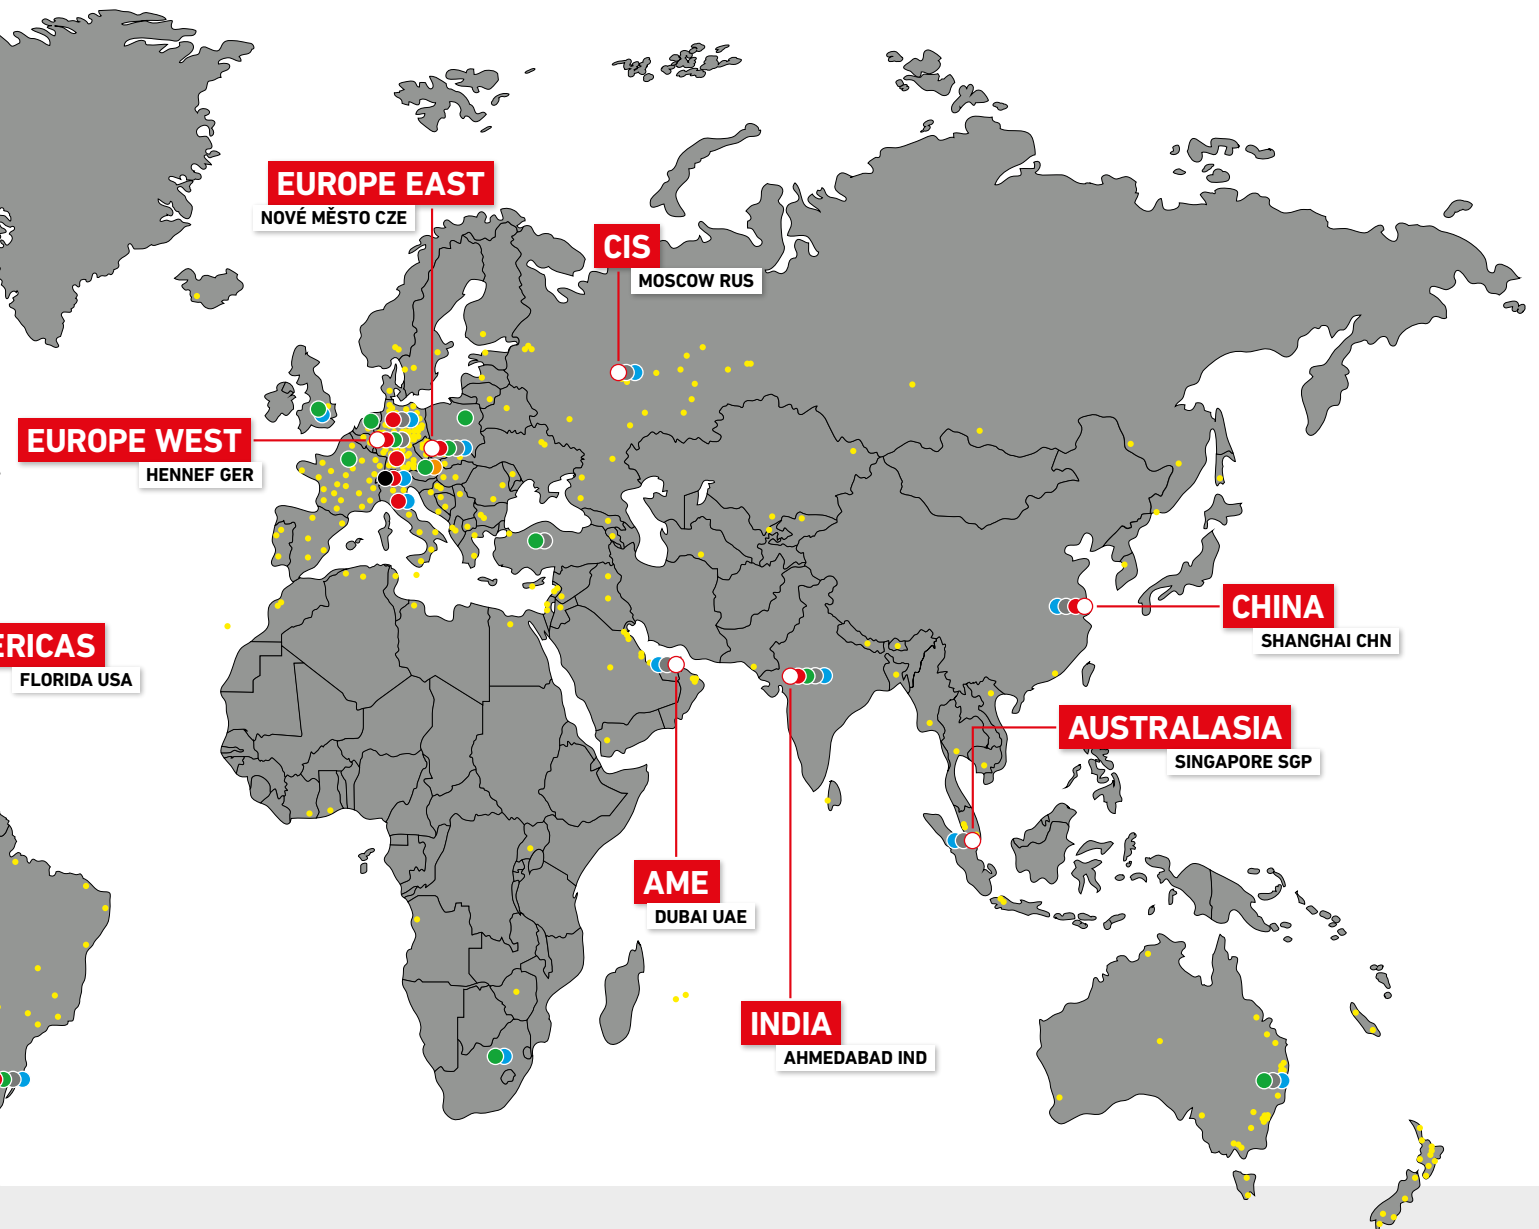 EUROPE EAST
NOVÉ MĚSTO CZE
CIS
MOSCOW RUS
EUROPE WEST
HENNEF GER
CHINA
SHANGHAI CHN
ERICAS
FLORIDA USA
AUSTRALASIA
SINGAPORE SGP
AME
DUBAI UAE
INDIA
AHMEDABAD IND